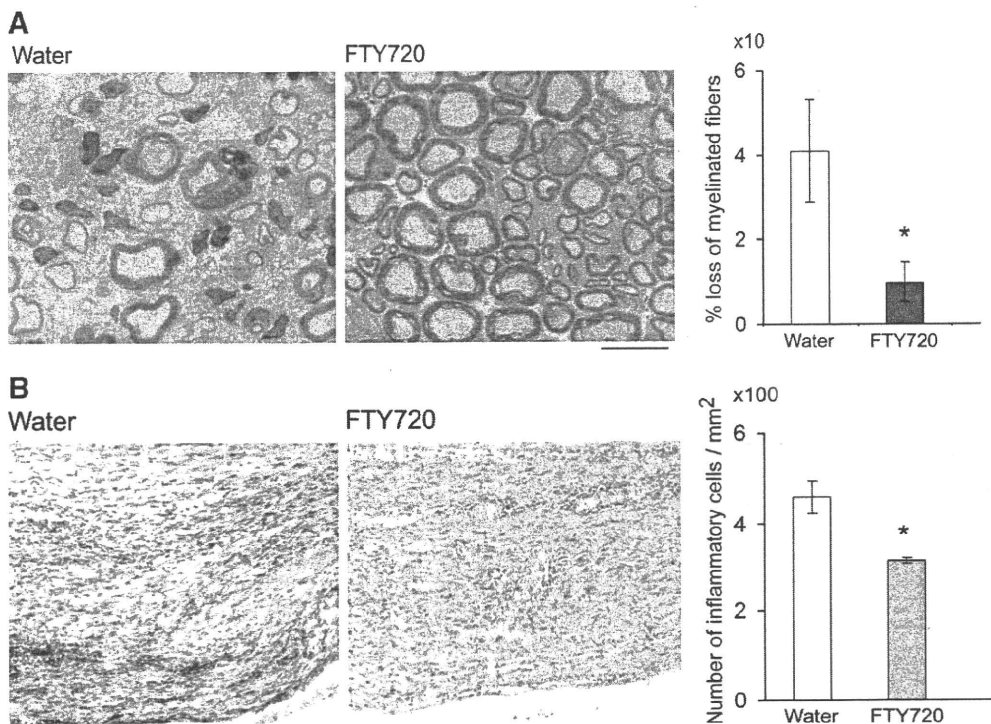 A
Water
FTY720
x10
% loss of myelinated fibers
6
4
2
0
*
Water
FTY720
B
Water
FTY720
x100
Number of inflammatory cells / mm2
6
4
2
0
*
Water
FTY720